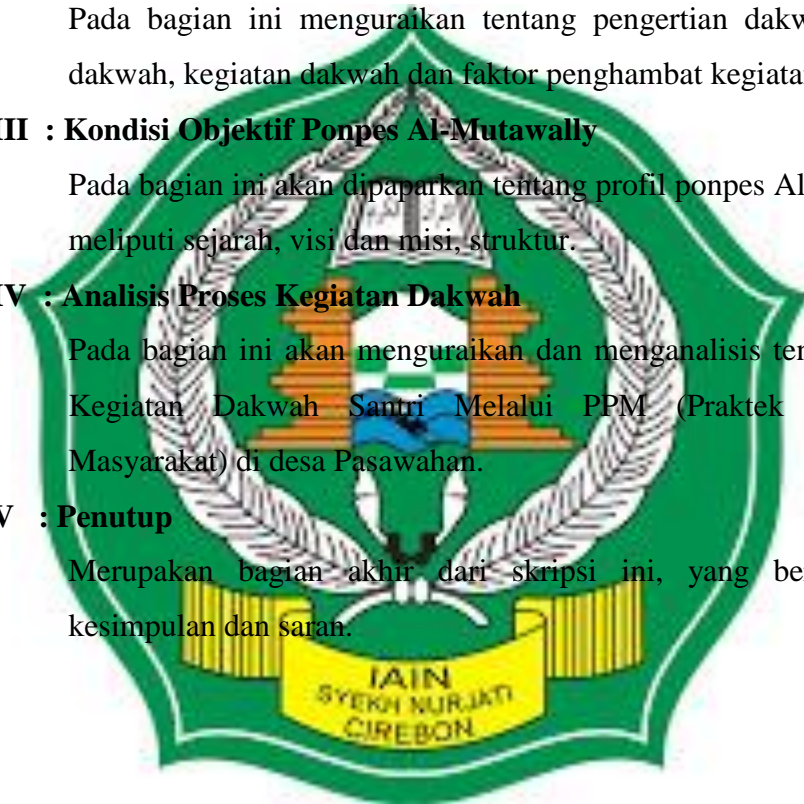 Pada bagian ini menguraikan tentang pengertian dakw
dakwah, kegiatan dakwah dan faktor penghambat kegiata
III : Kondisi Objektif Ponpes Al-Mutawally
Pada bagian ini akan dipaparkan tentang profil ponpes Al
meliputi sejarah, visi dan misi, struktur.
IV : Analisis Proses Kegiatan Dakwah
Pada bagian ini akan menguraikan dan menganalisis ten
Kegiatan Dakwah Santri Melalui PPM (Praktek
Masyarakat) di desa Pasawahan.
V : Penutup
Merupakan bagian akhir dari skripsi ini, yang be
kesimpulan dan saran.
IAIN
SYEKH NURJATI
CIREBON